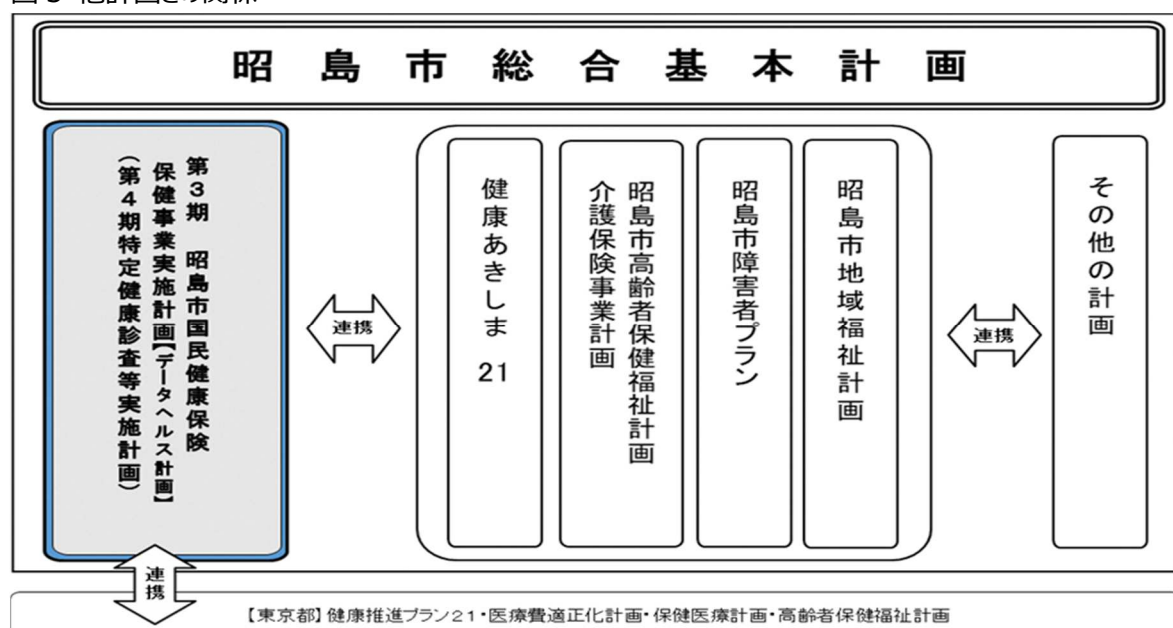 昭島市総合基本計画
第3期 昭島市国民健康保険
保健事業実施計画【データヘルス計画】
(第4期特定健康診査等実施計画)
連携
健康あきしま21
昭島市高齢者保健福祉計画
介護保険事業計画
昭島市障害者プラン
昭島市地域福祉計画
連携
その他の計画
連携
【東京都】健康推進プラン21・医療費適正化計画・保健医療計画・高齢者保健福祉計画